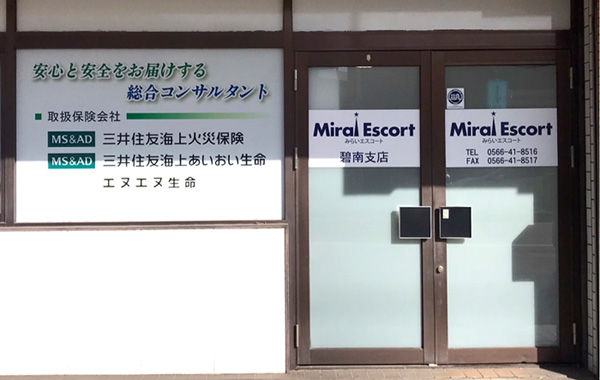 安心と安全をお届けする
総合コンサルタント
取扱保険会社
MS&AD 三井住友海上火災保険
MS&AD 三井住友海上あいおい生命
エヌエヌ生命
Mirai Escort
みらいエスコート
碧南支店
Mirai Escort
みらいエスコート
TEL 0566-41-8516
FAX 0566-41-8517